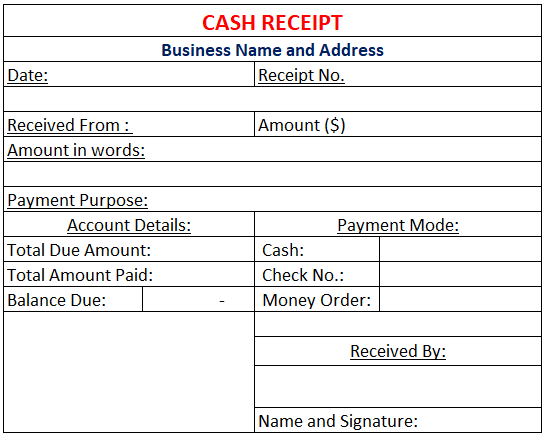 CASH RECEIPT
Business Name and Address
Date: Receipt No.
Received From : Amount ($)
Amount in words:
Payment Purpose:
Account Details: Payment Mode:
Total Due Amount: Cash:
Total Amount Paid: Check No.:
Balance Due: - Money Order:
Received By:
Name and Signature: